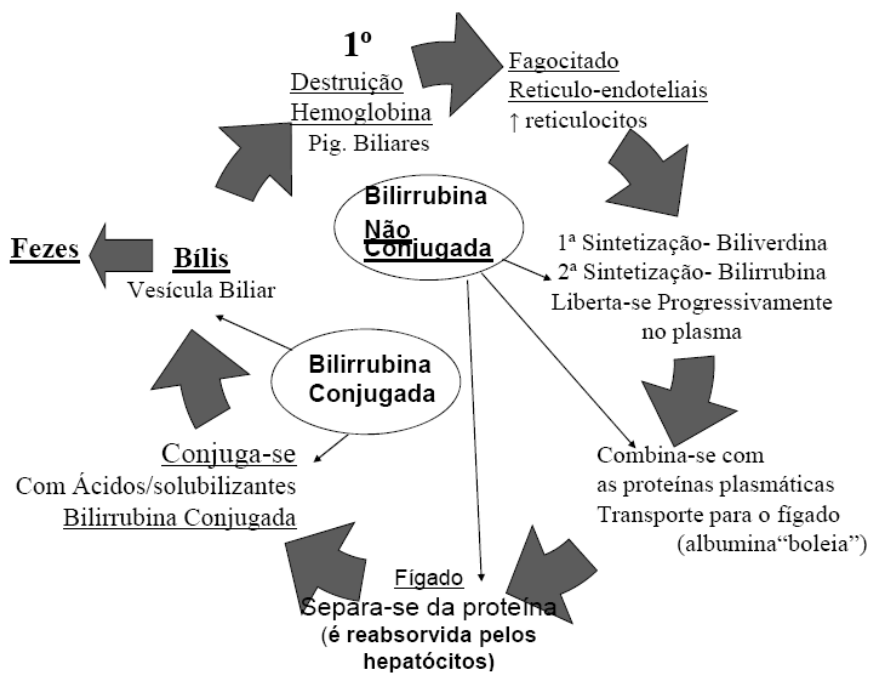 1º
Destruição
Hemoglobina
Pig. Biliares
Fagocitado
Reticulo-endoteliais
↑ reticulocitos
Bilirrubina
Não
Conjugada
1ª Sintetização- Biliverdina
2ª Sintetização- Bilirrubina
Liberta-se Progressivamente
no plasma
Fezes
Bílis
Vesícula Biliar
Bilirrubina
Conjugada
Combina-se com
as proteínas plasmáticas
Transporte para o fígado
(albumina“boleia”)
Conjuga-se
Com Ácidos/solubilizantes
Bilirrubina Conjugada
Fígado
Separa-se da proteína
(é reabsorvida pelos
hepatócitos)